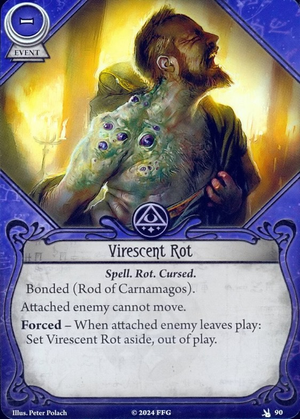 EVENT
Virescent Rot
Spell. Rot. Cursed.
Bonded (Rod of Carnamagos).
Attached enemy cannot move.
Forced – When attached enemy leaves play:
Set Virescent Rot aside, out of play.
Illus. Peter Polach
© 2024 FFG
90